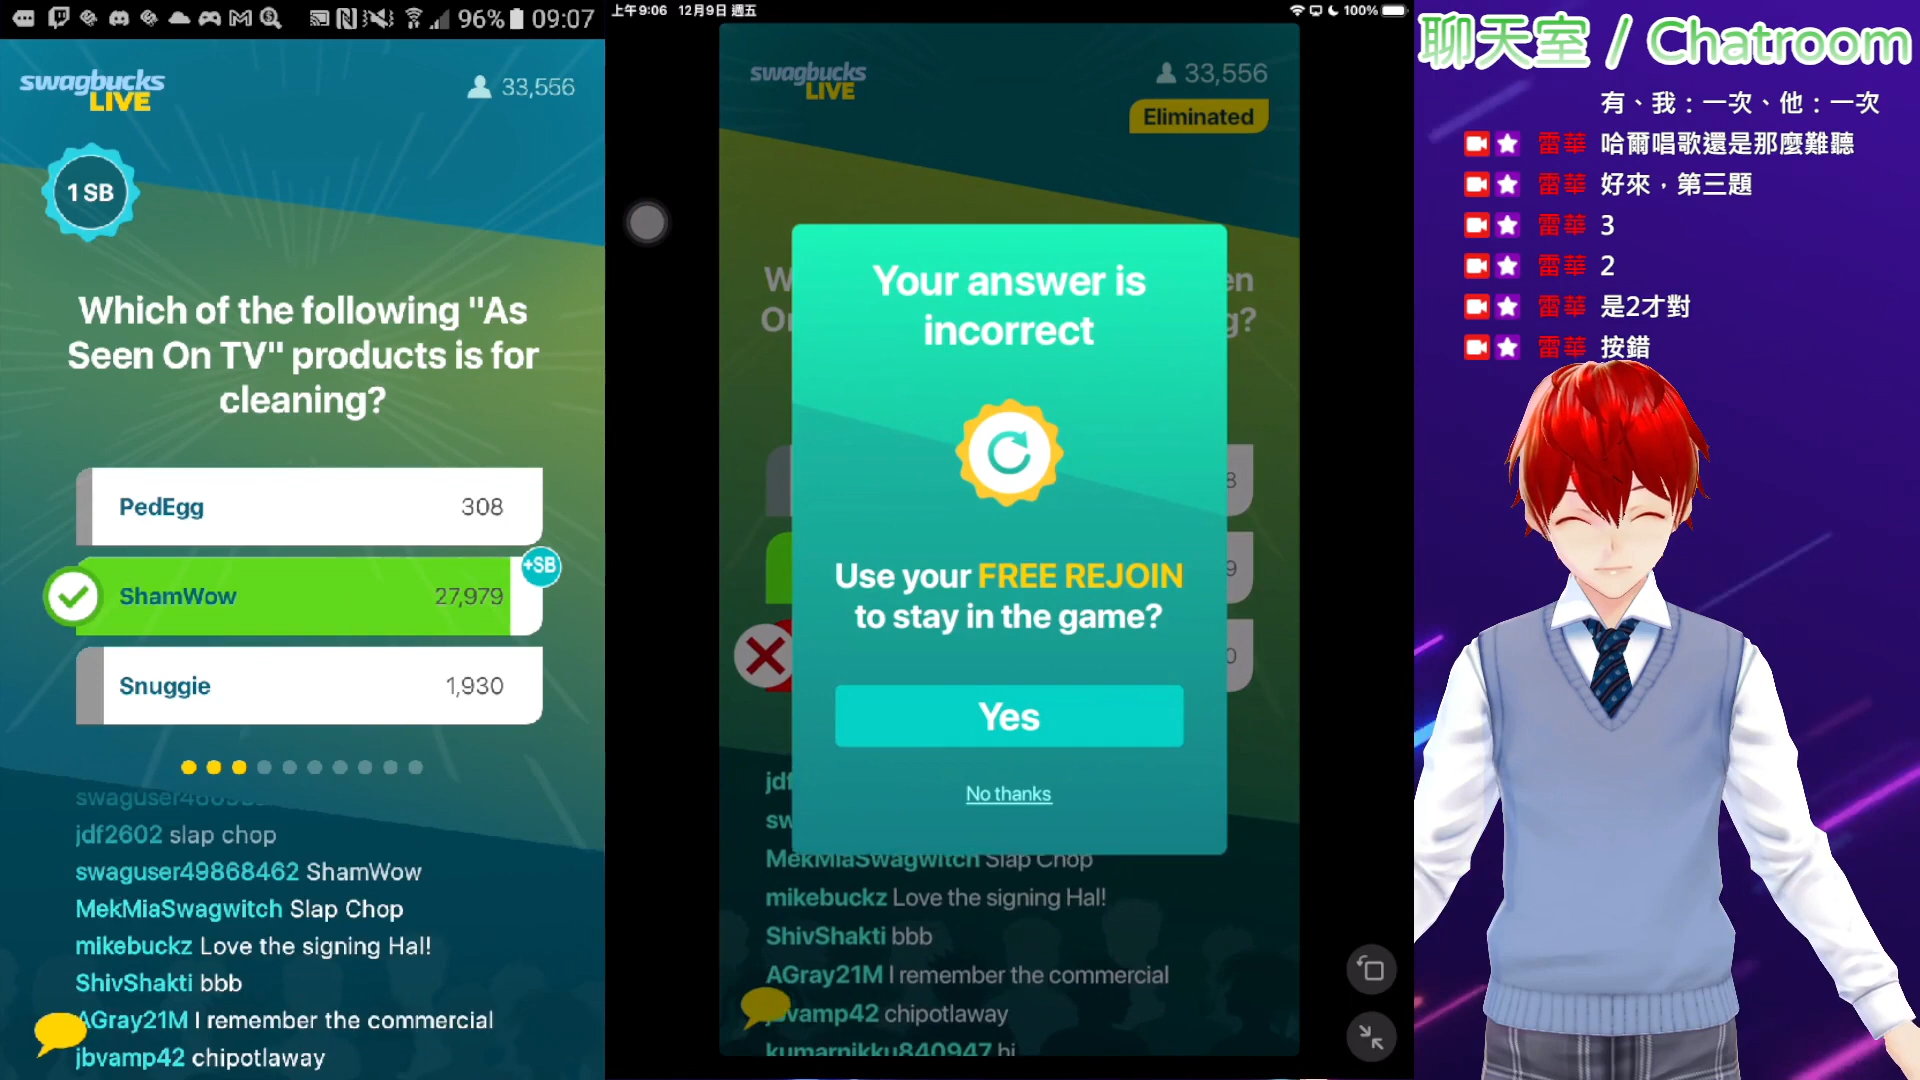 96% 09:07
swagbucks
LIVE
33,556
1 SB
Which of the following "As
Seen On TV" products is for
cleaning?
PedEgg 308
+SB
ShamWow 27,979
Snuggie 1,930
jdf2602 slap chop
swaguser49868462 ShamWow
MekMiaSwagwitch Slap Chop
mikebuckz Love the signing Hal!
ShivShakti bbb
AGray21M I remember the commercial
jbvamp42 chipotlaway
上午9:06 12月9日 週五
100%
swagbucks
LIVE
33,556
Eliminated
Your answer is
incorrect
Use your FREE REJOIN
to stay in the game?
Yes
No thanks
MekMiaSwagwitch Slap Chop
mikebuckz Love the signing Hal!
ShivShakti bbb
AGray21M I remember the commercial
jbvamp42 chipotlaway
kumarnikku840947 hi
聊天室 / Chatroom
有、我：一次、他：一次
雷華 哈爾唱歌還是那麼難聽
雷華 好來，第三題
雷華 3
雷華 2
雷華 是2才對
雷華 按錯